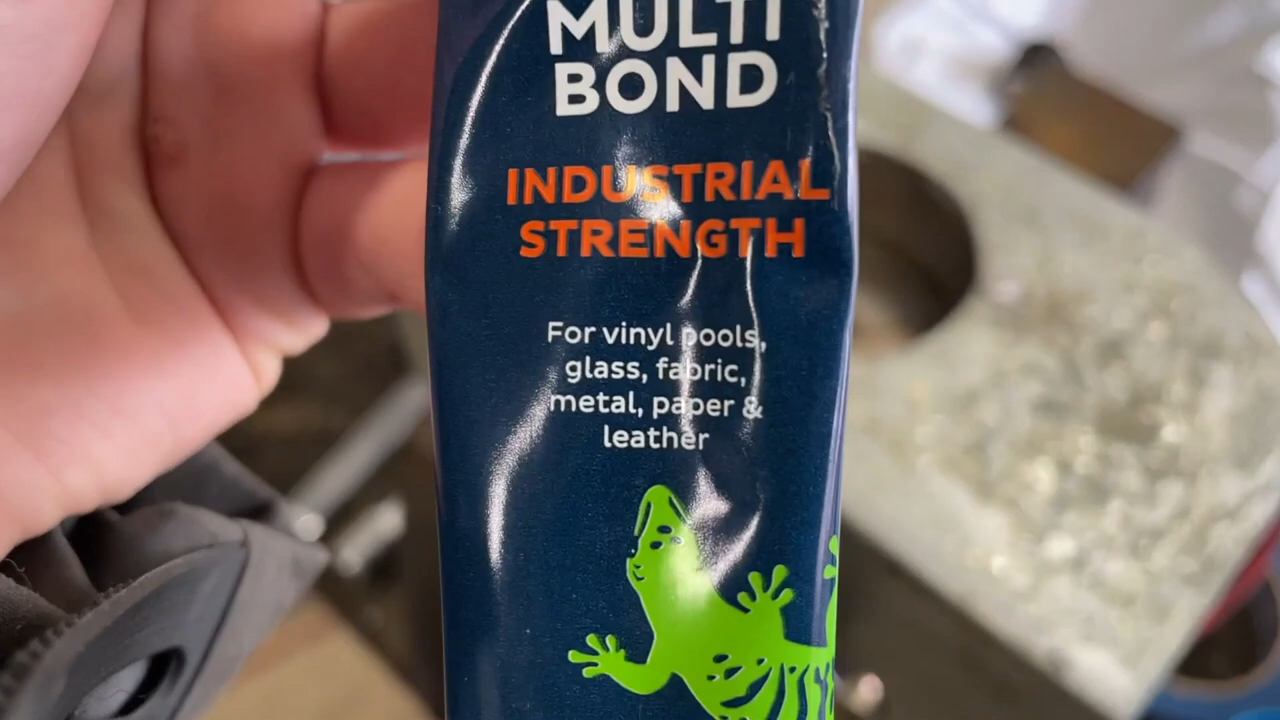 MULTI
BOND
INDUSTRIAL
STRENGTH
For vinyl pools,
glass, fabric,
metal, paper &
leather